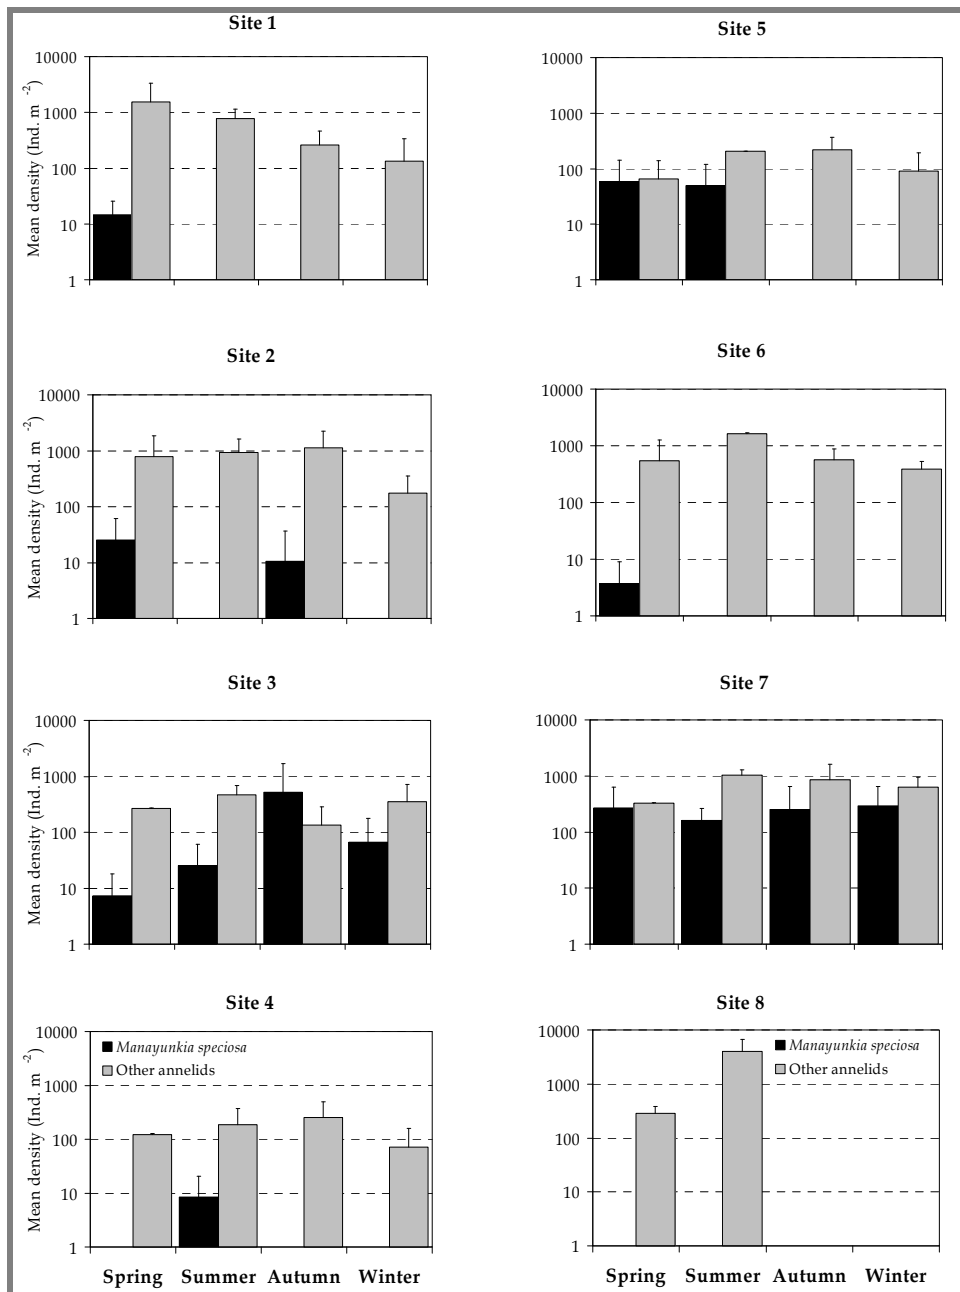 Site 1
Mean density (Ind. m -2)
10000
1000
100
10
1
Site 5
10000
1000
100
10
1
Site 2
Mean density (Ind. m -2)
10000
1000
100
10
1
Site 6
10000
1000
100
10
1
Site 3
Mean density (Ind. m -2)
10000
1000
100
10
1
Site 7
10000
1000
100
10
1
Site 4
Mean density (Ind. m -2)
10000
1000
100
10
1
Manayunkia speciosa
Other annelids
Spring Summer Autumn Winter
Site 8
10000
1000
100
10
1
Manayunkia speciosa
Other annelids
Spring Summer Autumn Winter